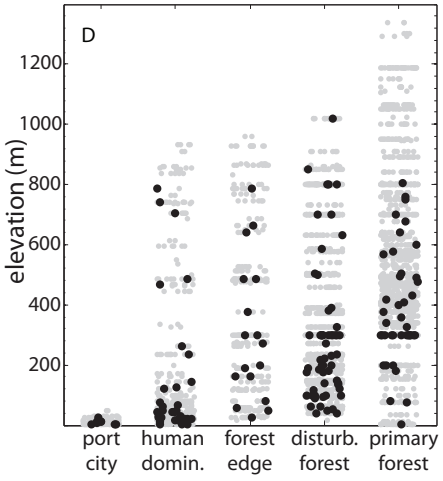 D
elevation (m)
1200
1000
800
600
400
200
port city
human domin.
forest edge
disturb. forest
primary forest